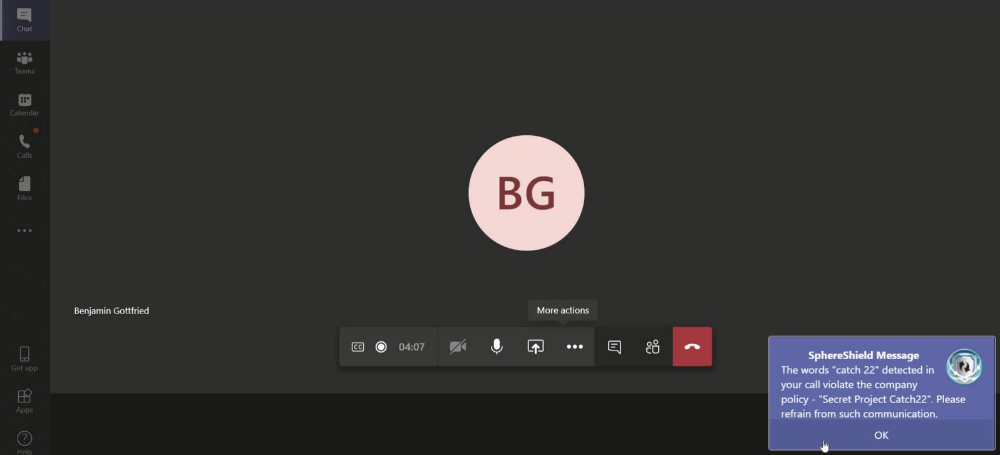 Chat
Teams
Calendar
Calls
Files
Get app
Apps
Help
BG
Benjamin Gottfried
More actions
CC
04:07
SphereShield Message
The words "catch 22" detected in
your call violate the company
policy - "Secret Project Catch22". Please
refrain from such communication.
OK